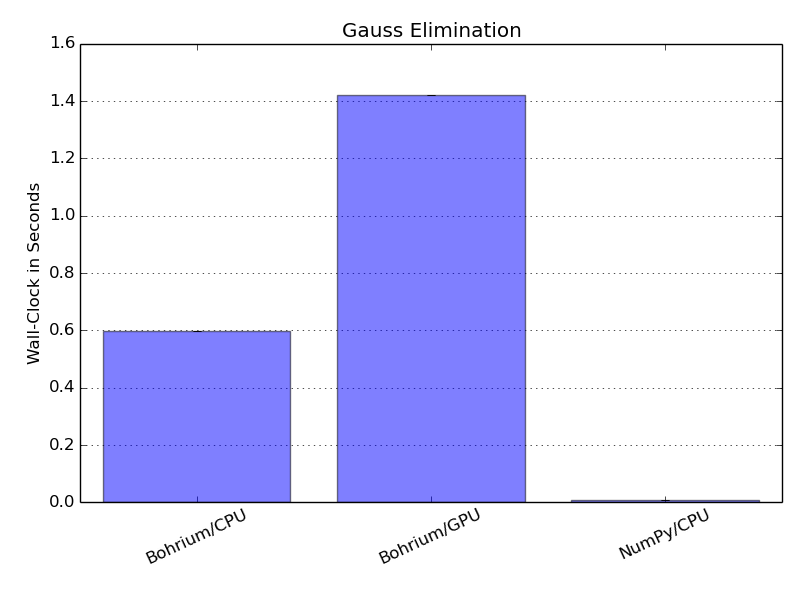 Gauss Elimination
Wall-Clock in Seconds
1.6
1.4
1.2
1.0
0.8
0.6
0.4
0.2
0.0
Bohrium/CPU
Bohrium/GPU
NumPy/CPU